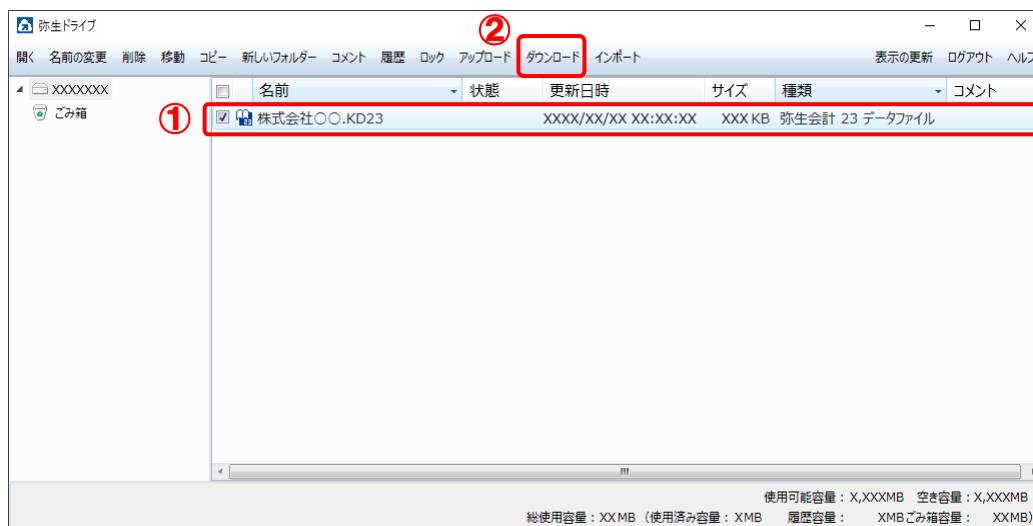 弥生ドライブ
②
開く 名前の変更 削除 移動 コピー 新しいフォルダー コメント 履歴 ロック アップロード ダウンロード インポート 表示の更新 ログアウト ヘルプ
XXXXXXX 名前 状態 更新日時 サイズ 種類 コメント
ごみ箱 ① 株式会社○○.KD23 XXXX/XX/XX XX:XX:XX XXX KB 弥生会計 23 データファイル
使用可能容量：X,XXXMB 空き容量：X,XXXMB
総使用容量：XXMB（使用済み容量：XMB 履歴容量： XMBごみ箱容量： XXMB)